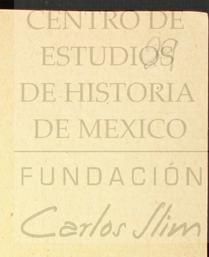 CENTRO DE
ESTUDIOS
DE HISTORIA
DE MEXICO
FUNDACIÓN
Carlos Slim